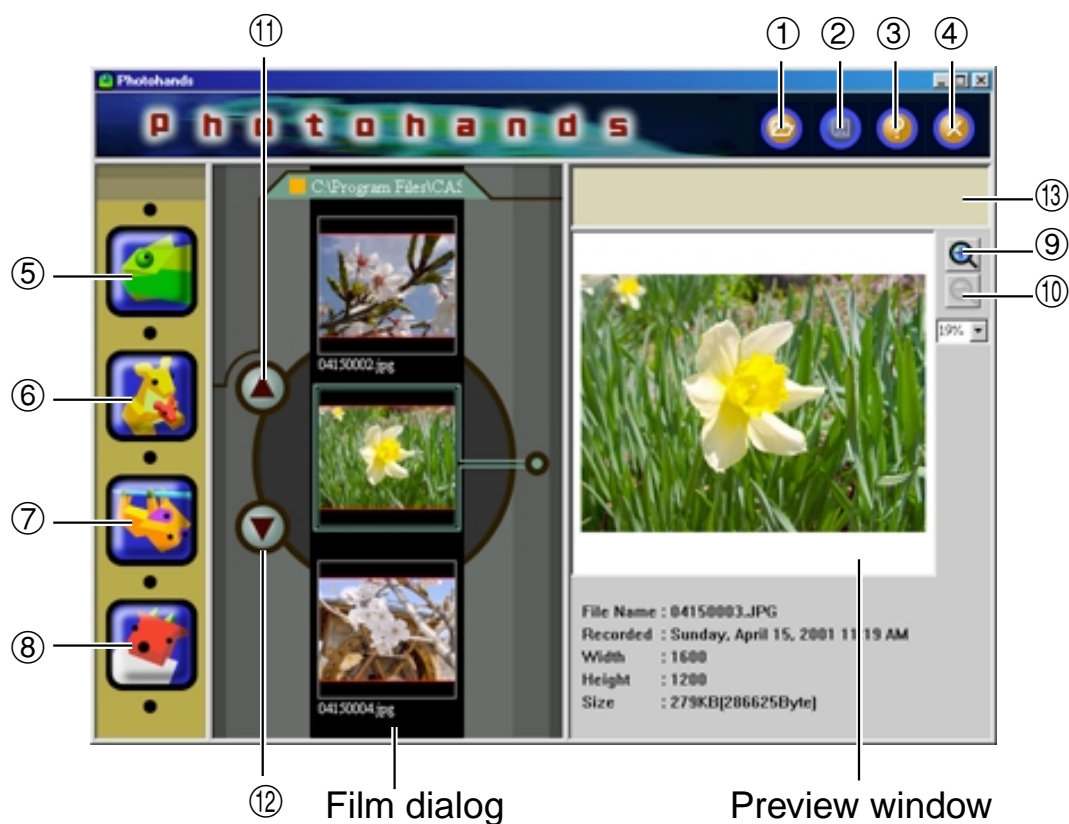 ⑪ ① ② ③ ④
Photohands
photohands
C:\Program Files\CAS
⑬
⑤ ⑨
⑩
19%
04150002.jpg
⑥
⑦
File Name : 04150003.JPG
Recorded : Sunday, April 15, 2001 11:19 AM
Width : 1600
⑧ Height : 1200
Size : 279KB(286625Byte)
04150004.jpg
⑫ Film dialog Preview window